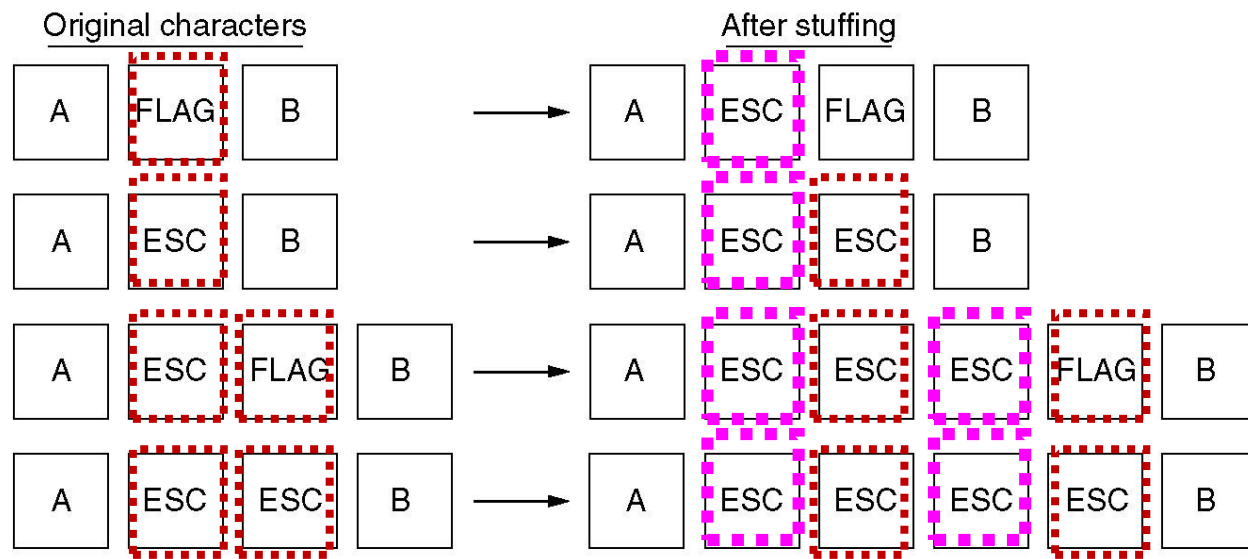 Original characters After stuffing
A FLAG B A ESC FLAG B
A ESC B A ESC ESC B
A ESC FLAG B A ESC ESC ESC FLAG B
A ESC ESC B A ESC ESC ESC ESC B